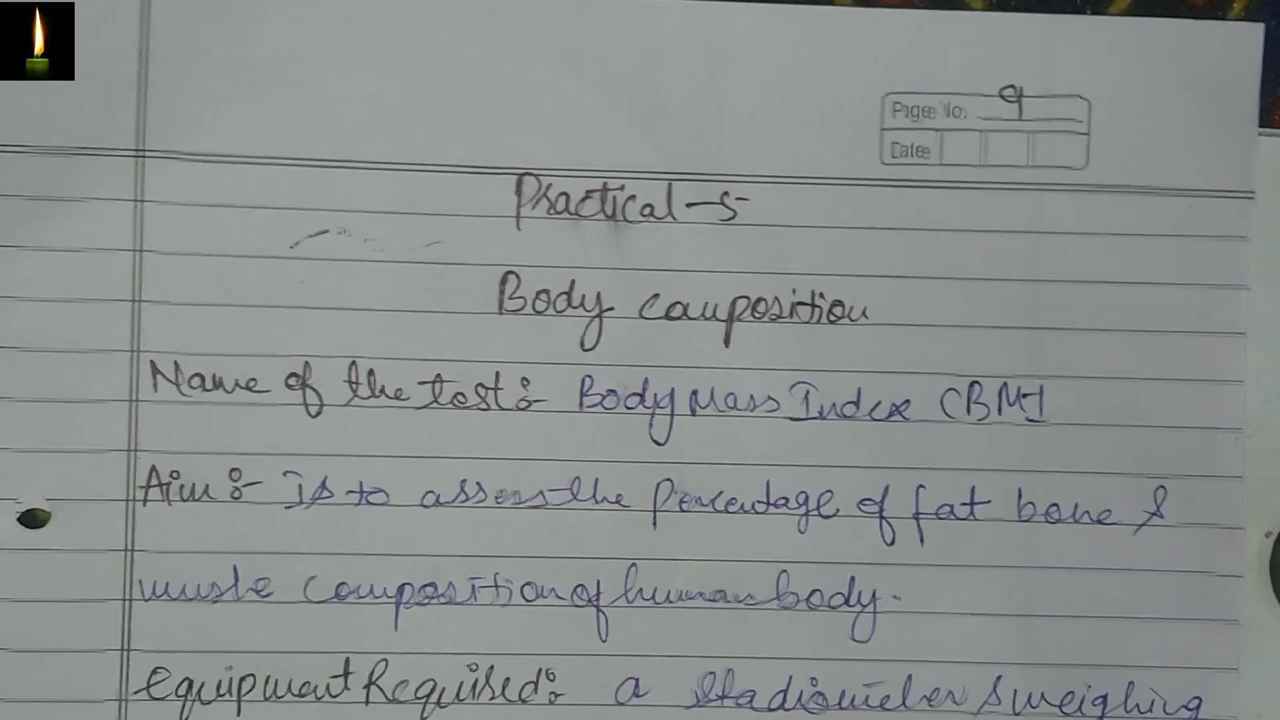 Page No. 9
Date
Practical-5
Body composition
Name of the test:- Body Mass Index (BMI
Aim:- Is to assess the Percentage of fat bone &
muscle composition of human body.
Equipment Required:- a Stadiometer & weighing